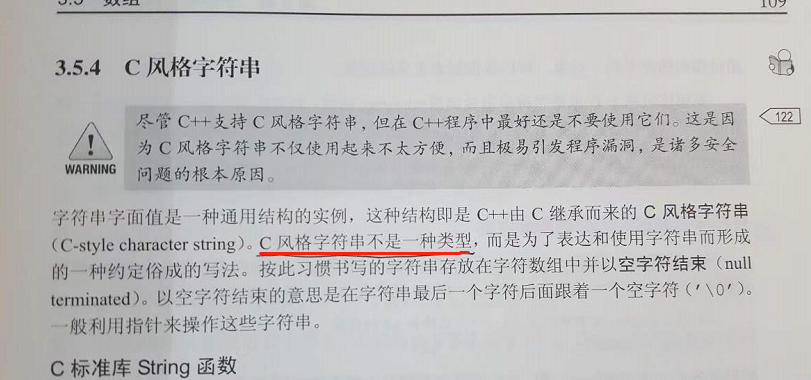 3.5 数组
109
3.5.4 C 风格字符串
尽管 C++支持 C 风格字符串，但在 C++程序中最好还是不要使用它们。这是因
122
为 C 风格字符串不仅使用起来不太方便，而且极易引发程序漏洞，是诸多安全
WARNING
问题的根本原因。
字符串字面值是一种通用结构的实例，这种结构即是 C++由 C 继承而来的 C 风格字符串
(C-style character string)。C 风格字符串不是一种类型，而是为了表达和使用字符串而形成
的一种约定俗成的写法。按此习惯书写的字符串存放在字符数组中并以空字符结束（null
terminated）。以空字符结束的意思是在字符串最后一个字符后面跟着一个空字符（'\0'）。
一般利用指针来操作这些字符串。
C 标准库 String 函数